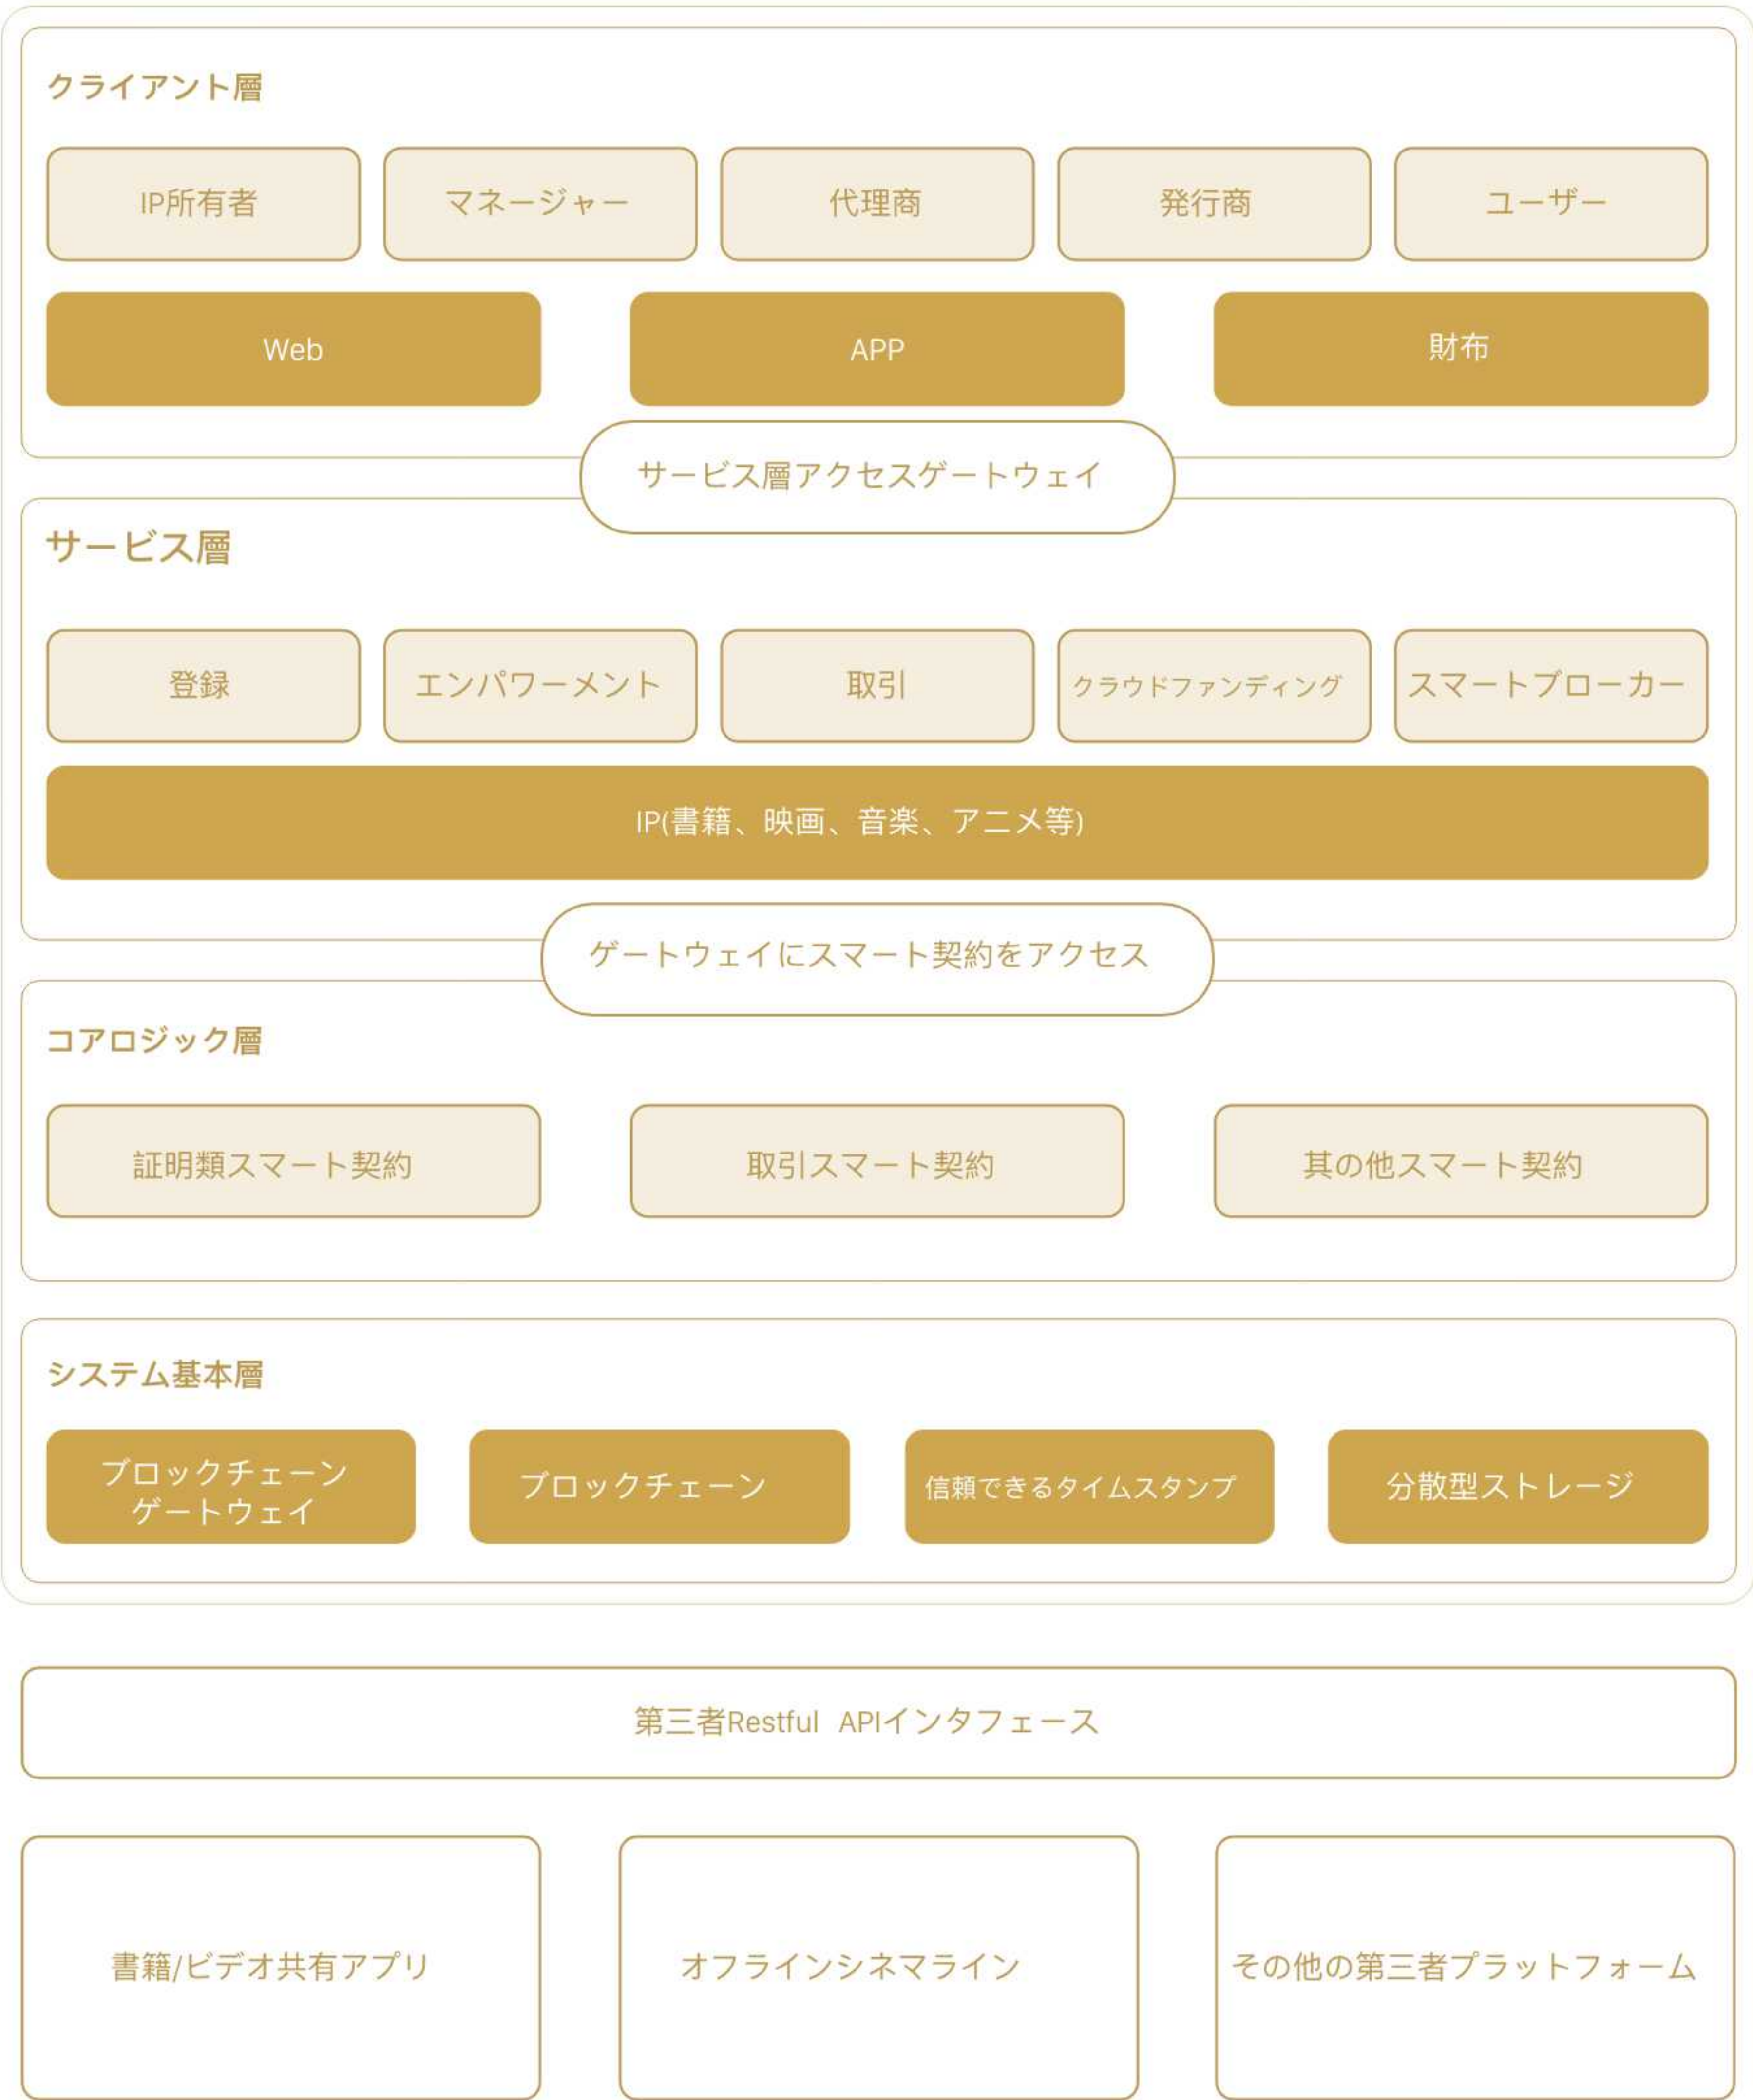 クライアント層
IP所有者
マネージャー
代理商
発行商
ユーザー
Web
APP
財布
サービス層アクセスゲートウェイ
サービス層
登録
エンパワーメント
取引
クラウドファンディング
スマートブローカー
IP(書籍、映画、音楽、アニメ等)
ゲートウェイにスマート契約をアクセス
コアロジック層
証明類スマート契約
取引スマート契約
其の他スマート契約
システム基本層
ブロックチェーン
ゲートウェイ
ブロックチェーン
信頼できるタイムスタンプ
分散型ストレージ
第三者Restful APIインタフェース
書籍/ビデオ共有アプリ
オフラインシネマライン
その他の第三者プラットフォーム